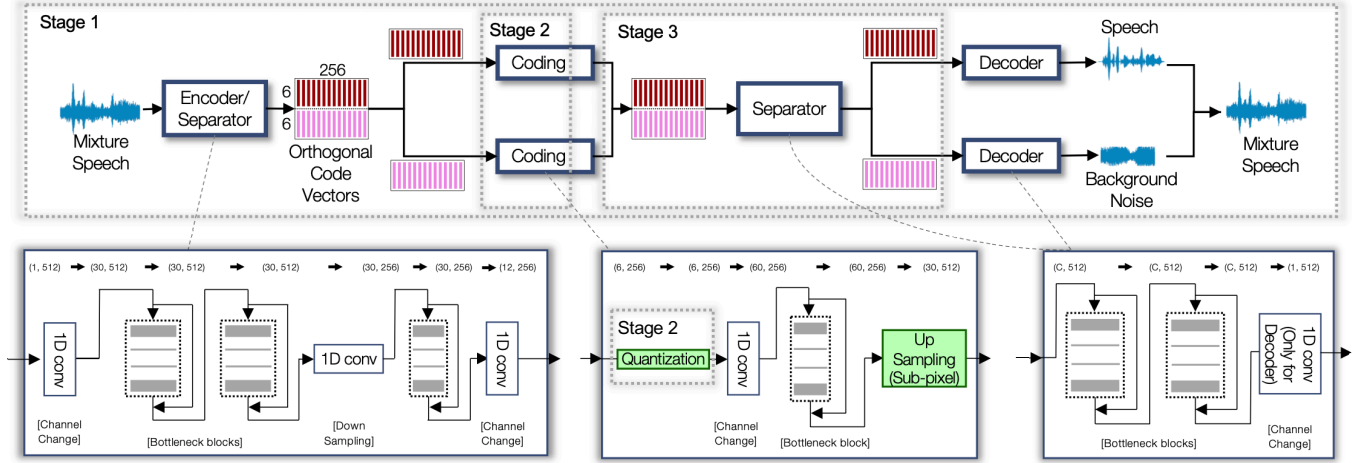 Stage 1
Stage 2
Stage 3
Speech
256
6
6
Encoder/
Separator
Coding
Coding
Separator
Decoder
Decoder
Mixture
Speech
Orthogonal
Code
Vectors
Background
Noise
Mixture
Speech
(1, 512) → (30, 512) → (30, 512) → (30, 512) → (30, 256) → (30, 256) → (12, 256)
1D conv
1D conv
1D conv
[Channel
Change]
[Bottleneck blocks]
[Down
Sampling]
[Channel
Change]
(6, 256) → (6, 256) → (60, 256) → (60, 256) → (30, 512)
Stage 2
Quantization
1D conv
Up
Sampling
(Sub-pixel)
[Channel
Change]
[Bottleneck block]
(C, 512) → (C, 512) → (C, 512) → (1, 512)
1D conv
(Only for
Decoder)
[Bottleneck blocks]
[Channel
Change]